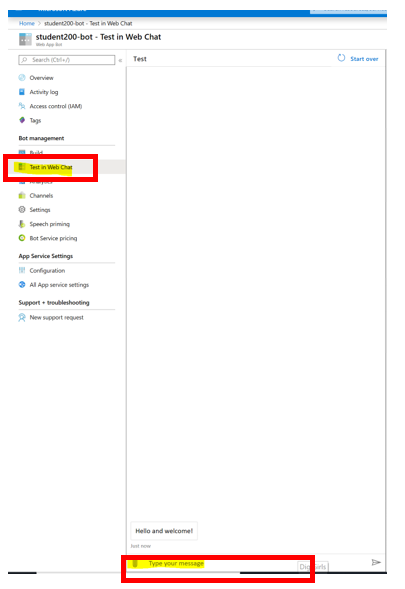 Home > student200-bot - Test in Web Chat
student200-bot - Test in Web Chat
Web App Bot
Search (Ctrl+/)
«
Test
Start over
Overview
Activity log
Access control (IAM)
Tags
Bot management
Build
Test in Web Chat
Analytics
Channels
Settings
Speech priming
Bot Service pricing
App Service Settings
Configuration
All App service settings
Support + troubleshooting
New support request
Hello and welcome!
Just now
Type your message